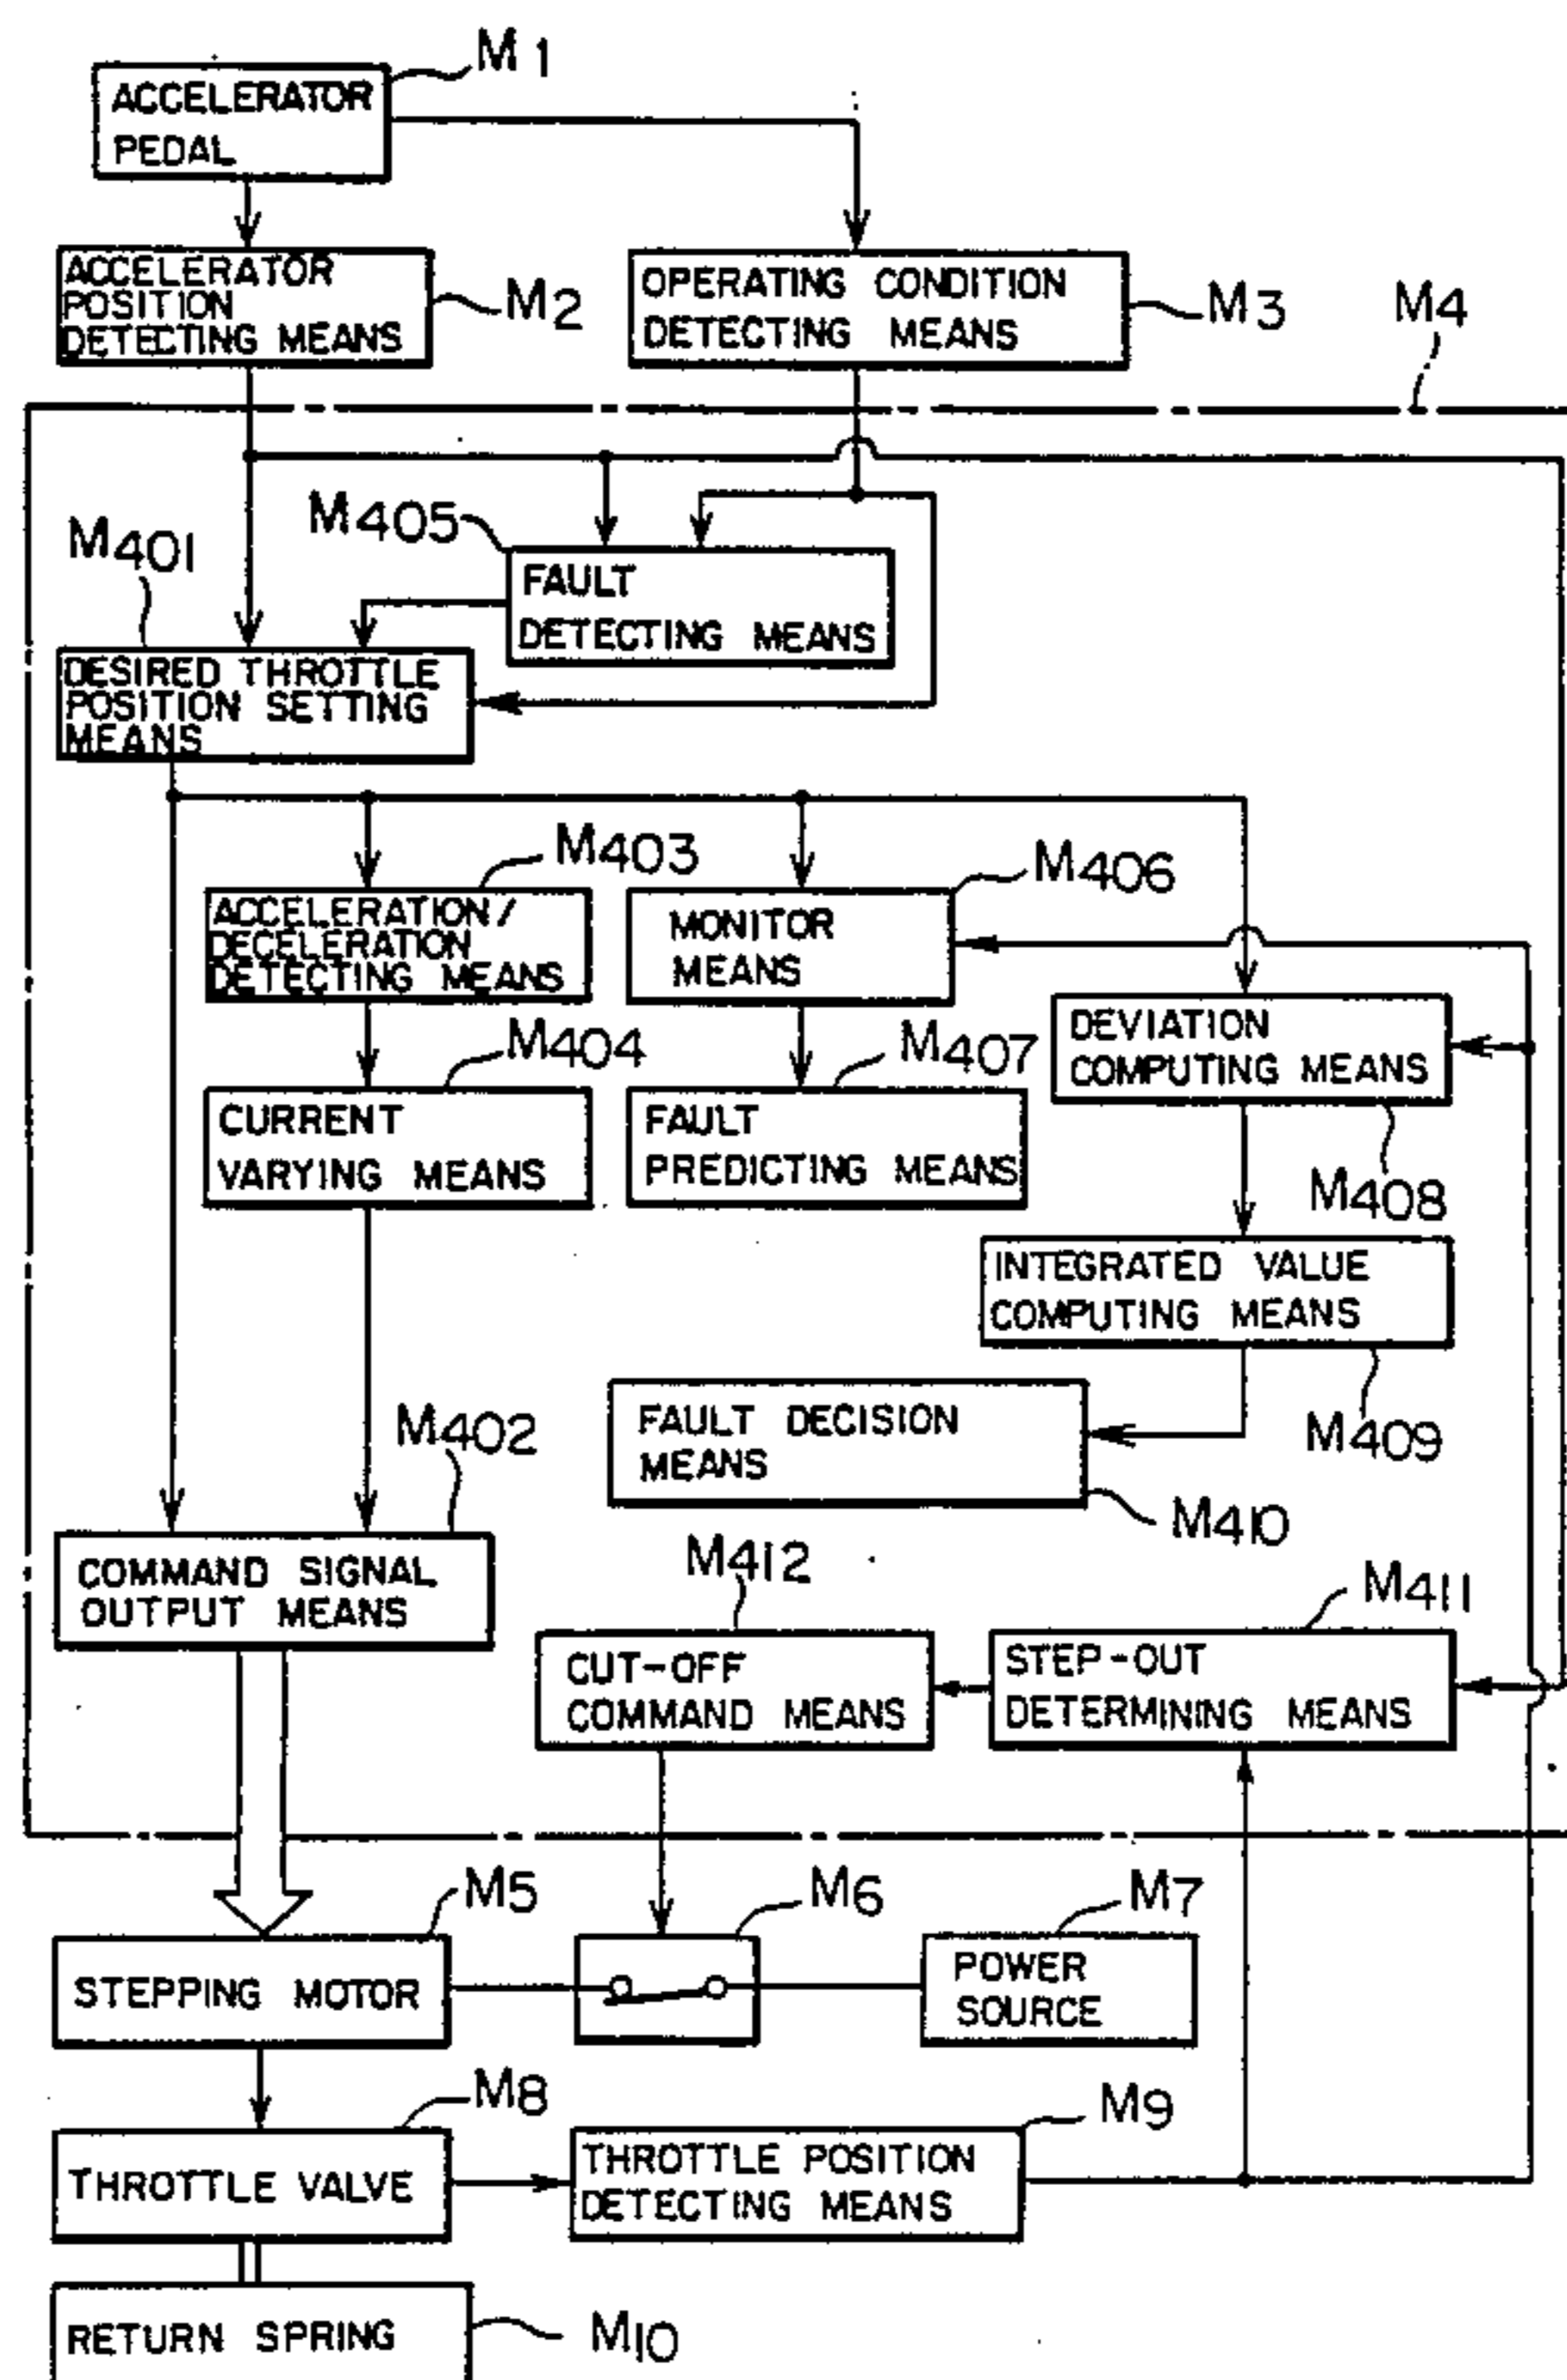 M1
ACCELERATOR
PEDAL
ACCELERATOR
POSITION
DETECTING MEANS
M2
OPERATING CONDITION
DETECTING MEANS
M3
M4
M405
M401
FAULT
DETECTING MEANS
DESIRED THROTTLE
POSITION SETTING
MEANS
M403
M406
ACCELERATION/
DECELERATION
DETECTING MEANS
MONITOR
MEANS
DEVIATION
COMPUTING MEANS
M404
M407
CURRENT
VARYING MEANS
FAULT
PREDICTING MEANS
M408
INTEGRATED VALUE
COMPUTING MEANS
M409
FAULT DECISION
MEANS
M402
M410
COMMAND SIGNAL
OUTPUT MEANS
M412
M411
CUT-OFF
COMMAND MEANS
STEP-OUT
DETERMINING MEANS
M5
M6
M7
STEPPING MOTOR
POWER
SOURCE
M8
M9
THROTTLE VALVE
THROTTLE POSITION
DETECTING MEANS
RETURN SPRING
M10